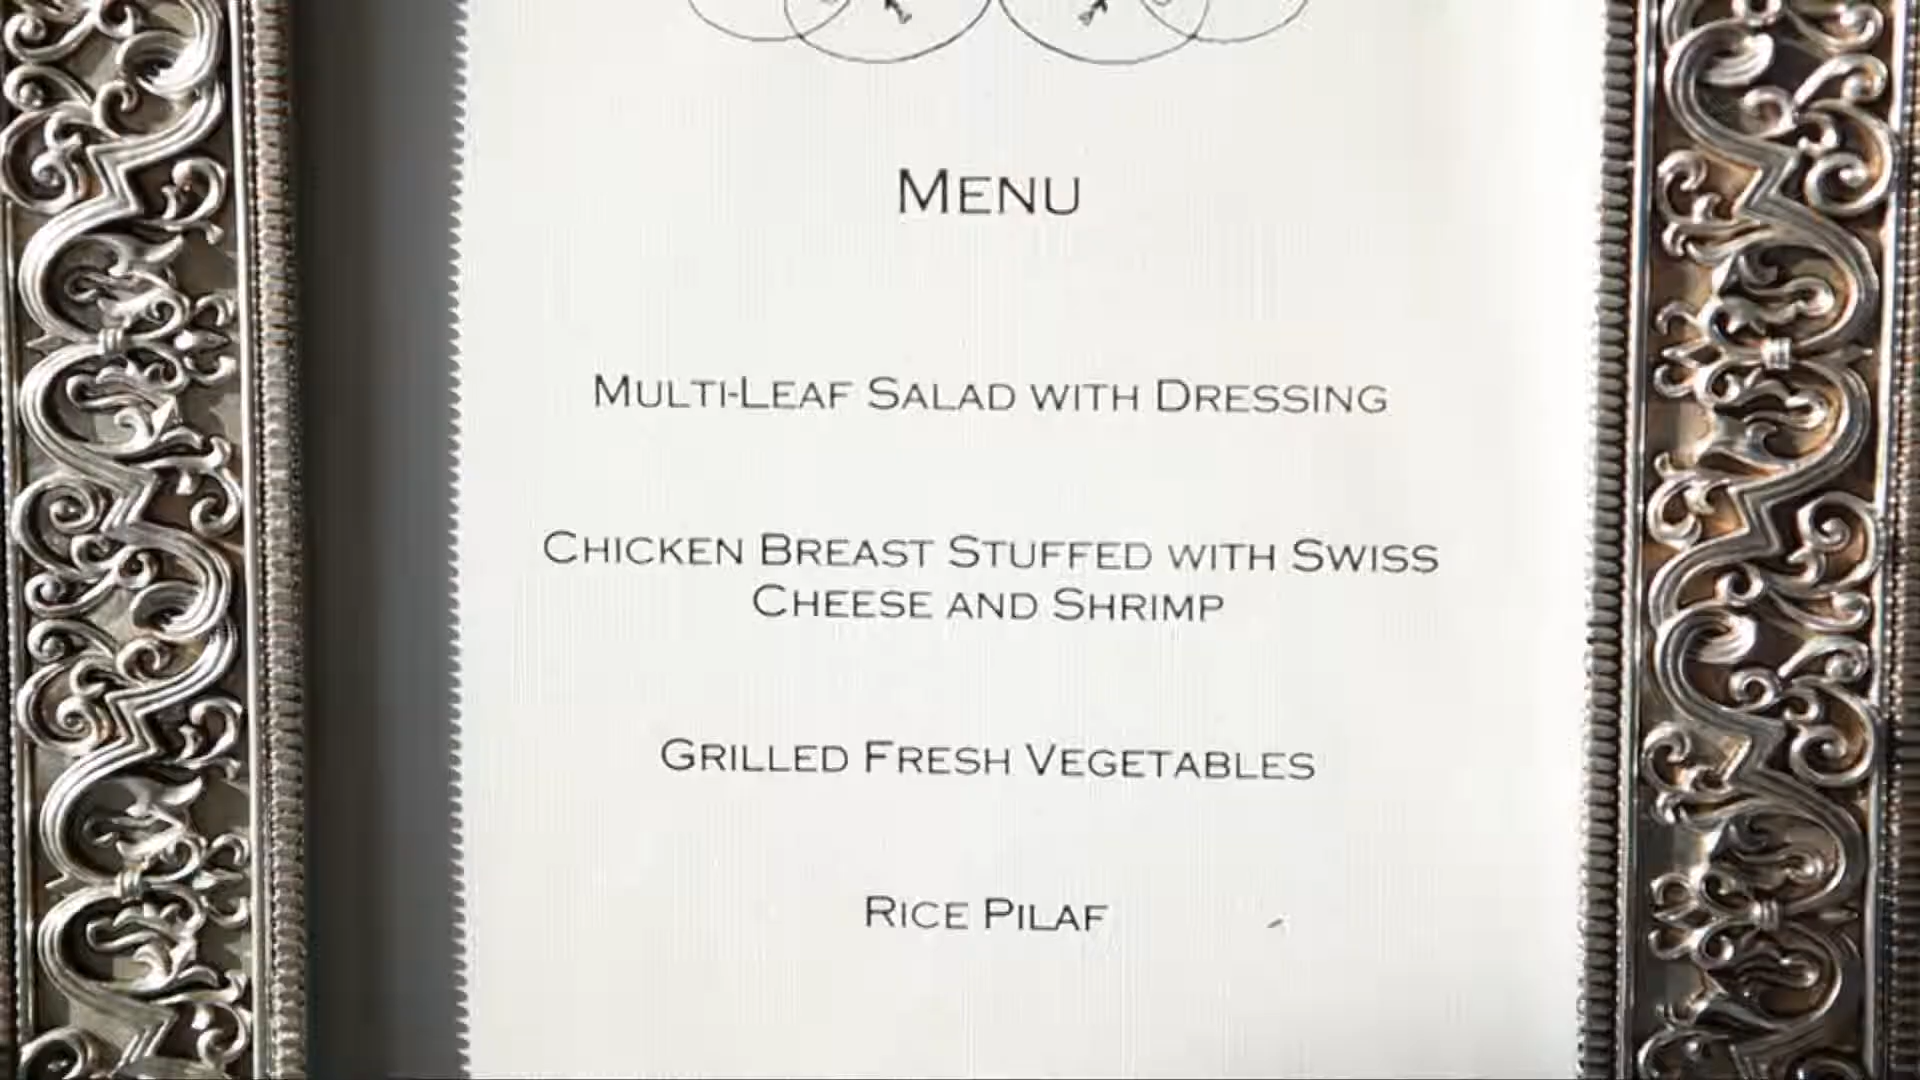 MENU
MULTI-LEAF SALAD WITH DRESSING
CHICKEN BREAST STUFFED WITH SWISS
CHEESE AND SHRIMP
GRILLED FRESH VEGETABLES
RICE PILAF